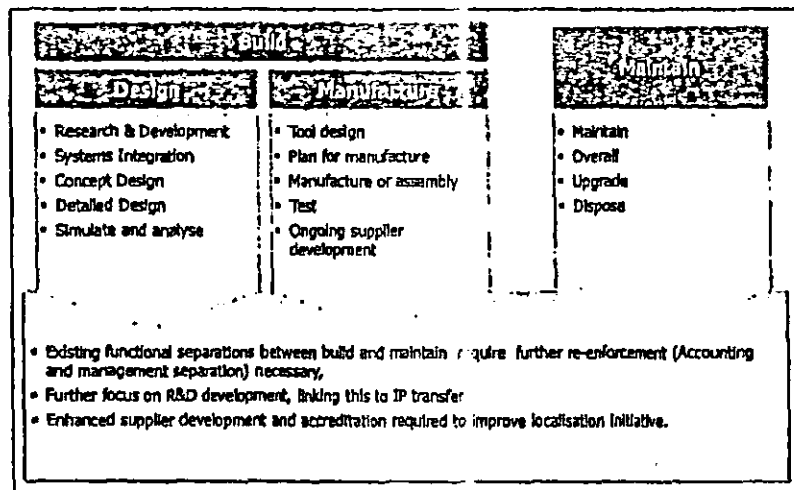 Build
Design
Manufacture
Maintain
• Research & Development
• Systems Integration
• Concept Design
• Detailed Design
• Simulate and analyse
• Tool design
• Plan for manufacture
• Manufacture or assembly
• Test
• Ongoing supplier
development
• Maintain
• Overall
• Upgrade
• Dispose
• Existing functional separations between build and maintain require further re-enforcement (Accounting
and management separation) necessary,
• Further focus on R&D development, linking this to IP transfer
• Enhanced supplier development and accreditation required to improve localisation initiative.